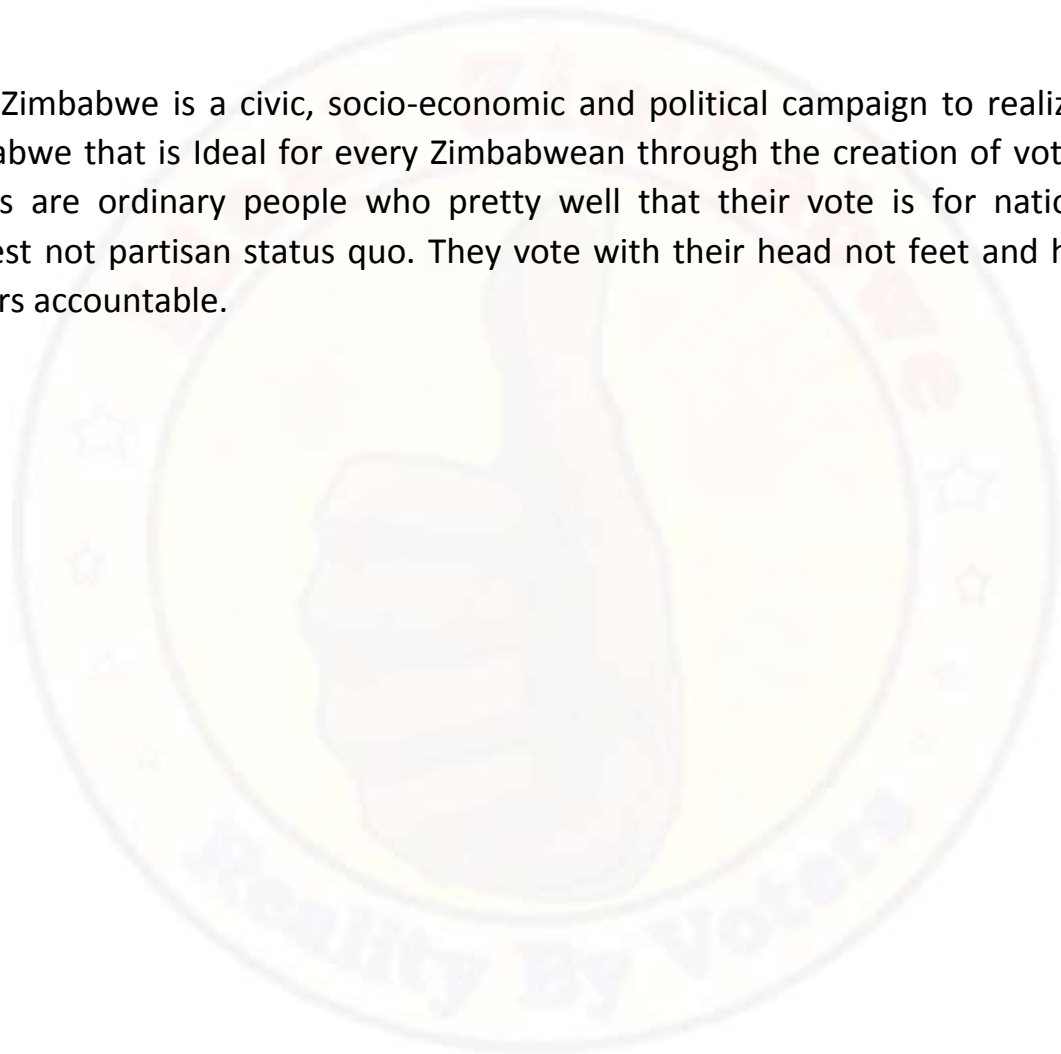 Zimbabwe is a civic, socio-economic and political campaign to realiz
abwe that is Ideal for every Zimbabwean through the creation of vot
s are ordinary people who pretty well that their vote is for natio
est not partisan status quo. They vote with their head not feet and h
rs accountable.
Zimbabwe
Reality By Voters